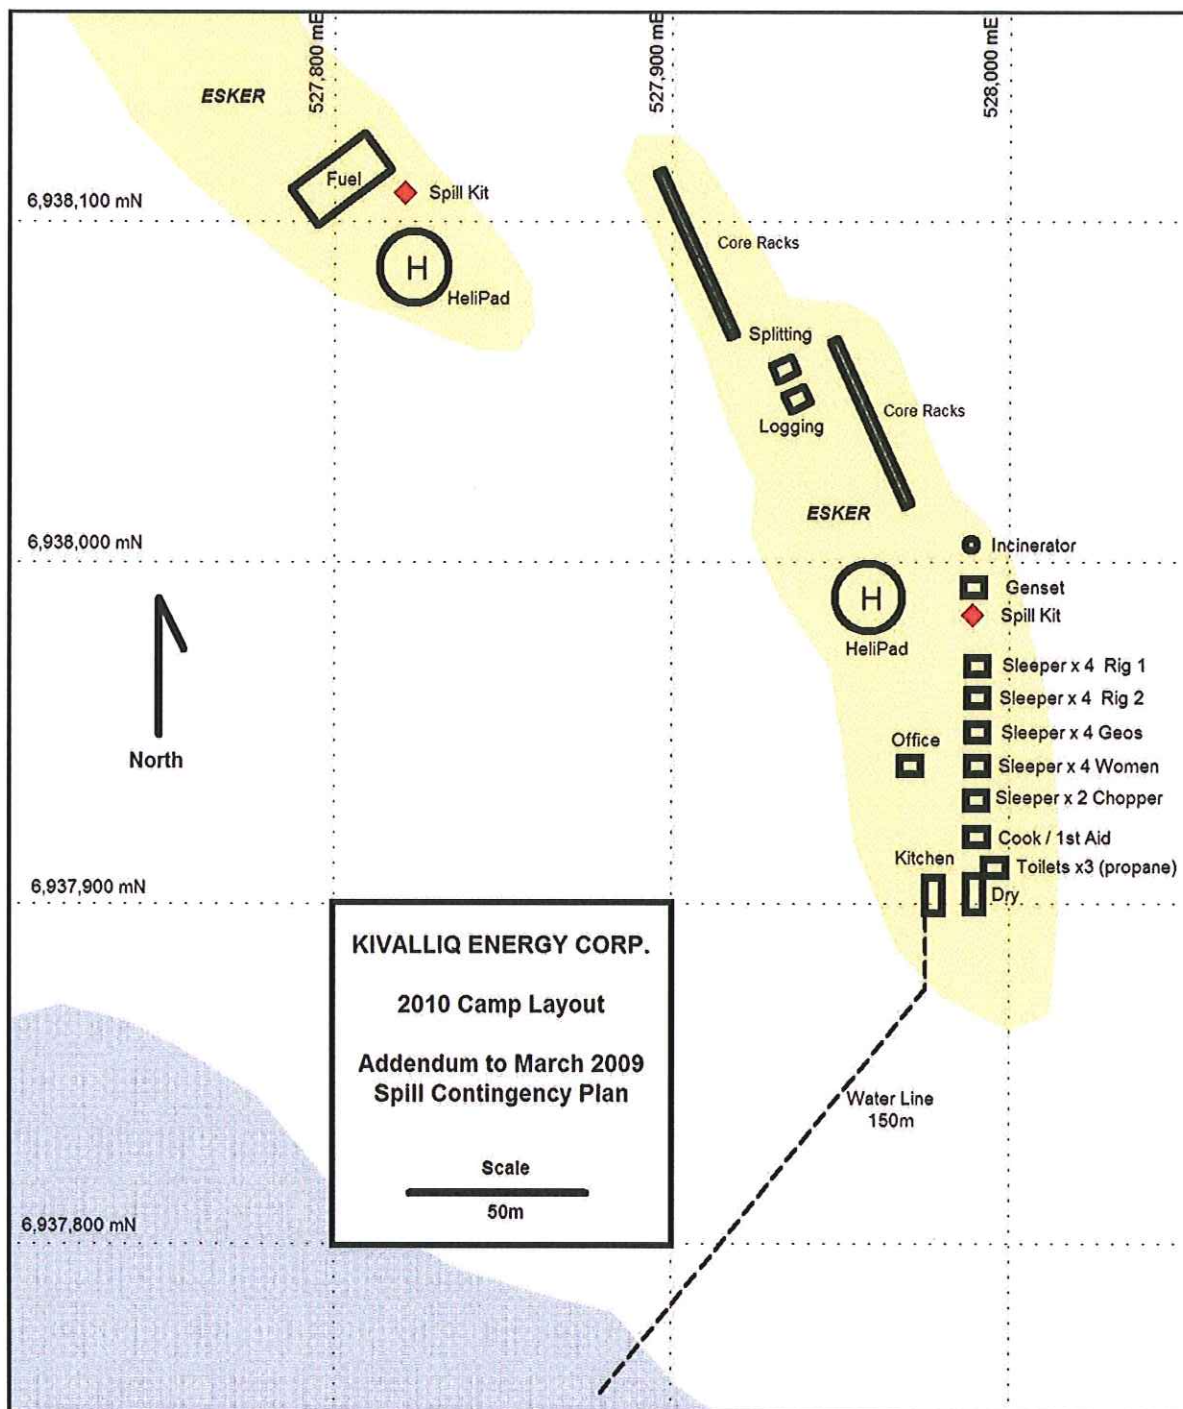 527,800 mE
527,900 mE
528,000 mE
ESKER
Fuel
Spill Kit
6,938,100 mN
H
HeliPad
Core Racks
Splitting
Logging
Core Racks
ESKER
6,938,000 mN
Incinerator
Genset
Spill Kit
H
HeliPad
Sleeper x 4 Rig 1
Sleeper x 4 Rig 2
Office
Sleeper x 4 Geos
Sleeper x 4 Women
Sleeper x 2 Chopper
Cook / 1st Aid
Kitchen
Toilets x3 (propane)
Dry
North
6,937,900 mN
KIVALLIQ ENERGY CORP.
2010 Camp Layout
Addendum to March 2009
Spill Contingency Plan
Scale
50m
Water Line
150m
6,937,800 mN